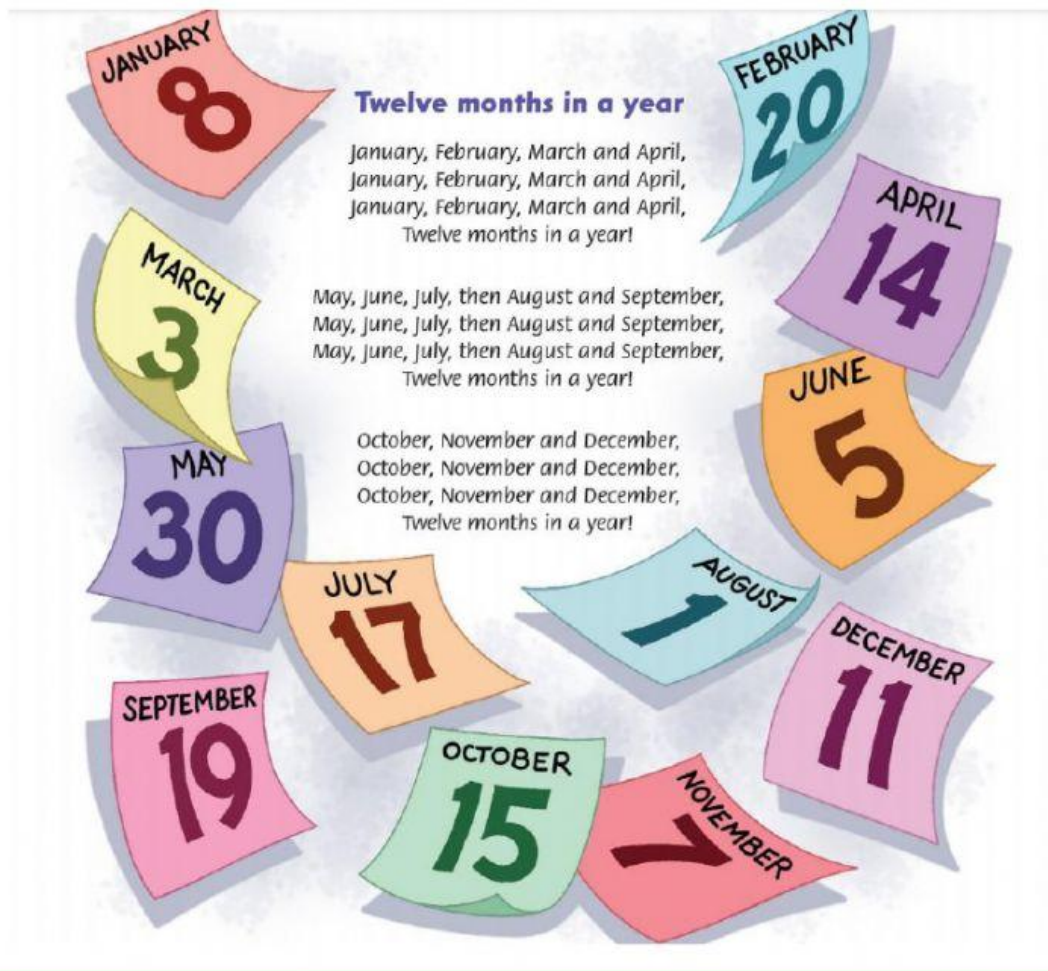 JANUARY
8
FEBRUARY
20
Twelve months in a year
January, February, March and April,
January, February, March and April,
January, February, March and April,
Twelve months in a year!
APRIL
14
MARCH
3
May, June, July, then August and September,
May, June, July, then August and September,
May, June, July, then August and September,
Twelve months in a year!
JUNE
5
October, November and December,
October, November and December,
October, November and December,
Twelve months in a year!
MAY
30
JULY
17
AUGUST
1
DECEMBER
11
SEPTEMBER
19
OCTOBER
15
NOVEMBER
7